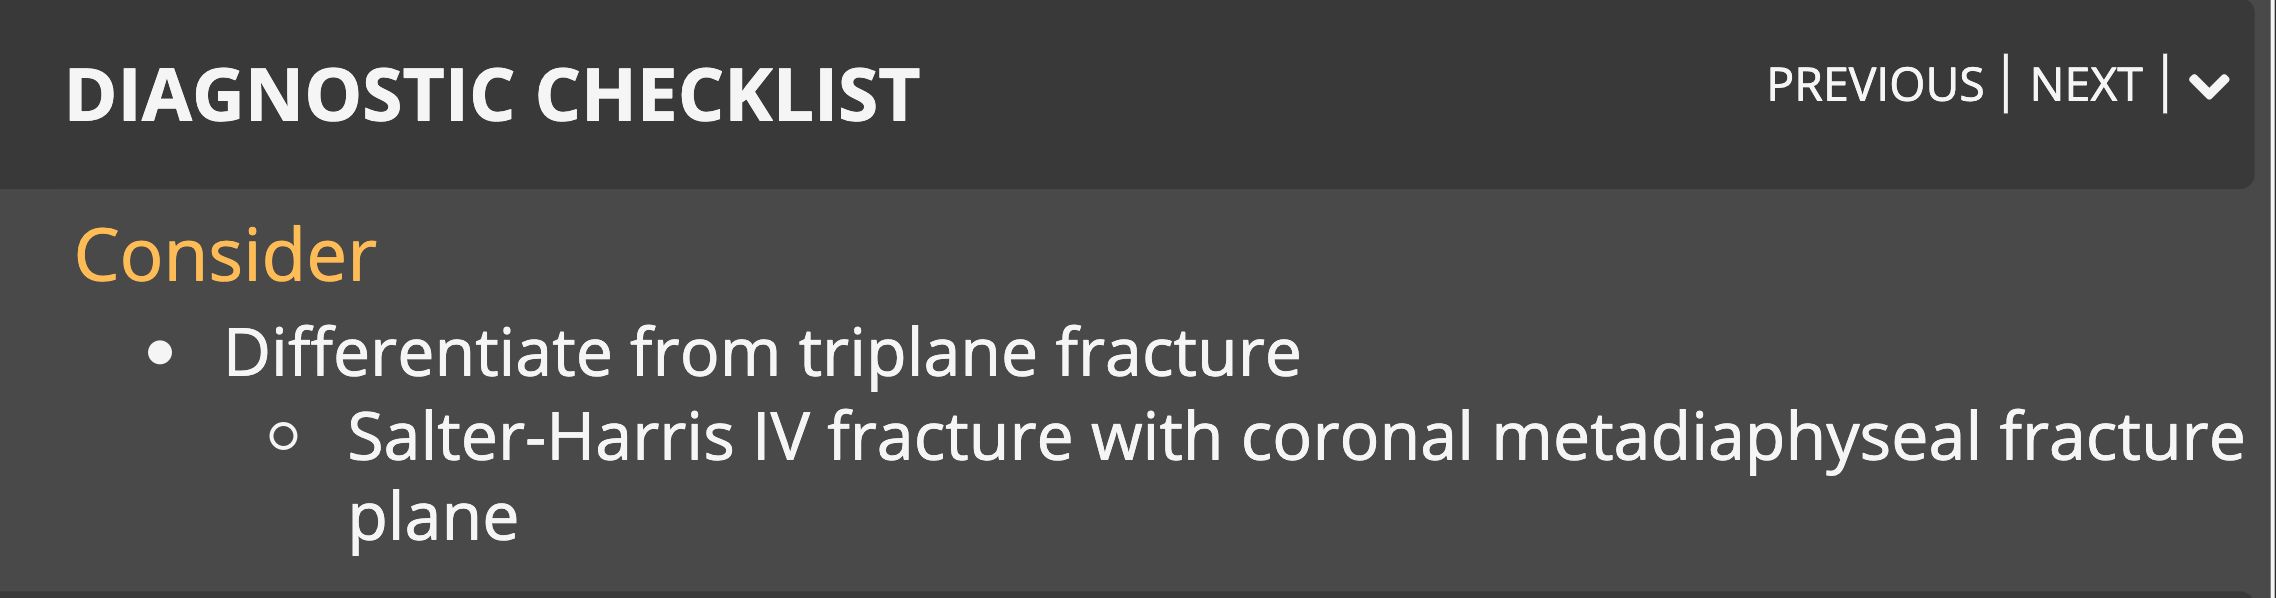 DIAGNOSTIC CHECKLIST
PREVIOUS | NEXT |
Consider
• Differentiate from triplane fracture
○ Salter-Harris IV fracture with coronal metadiaphyseal fracture
plane